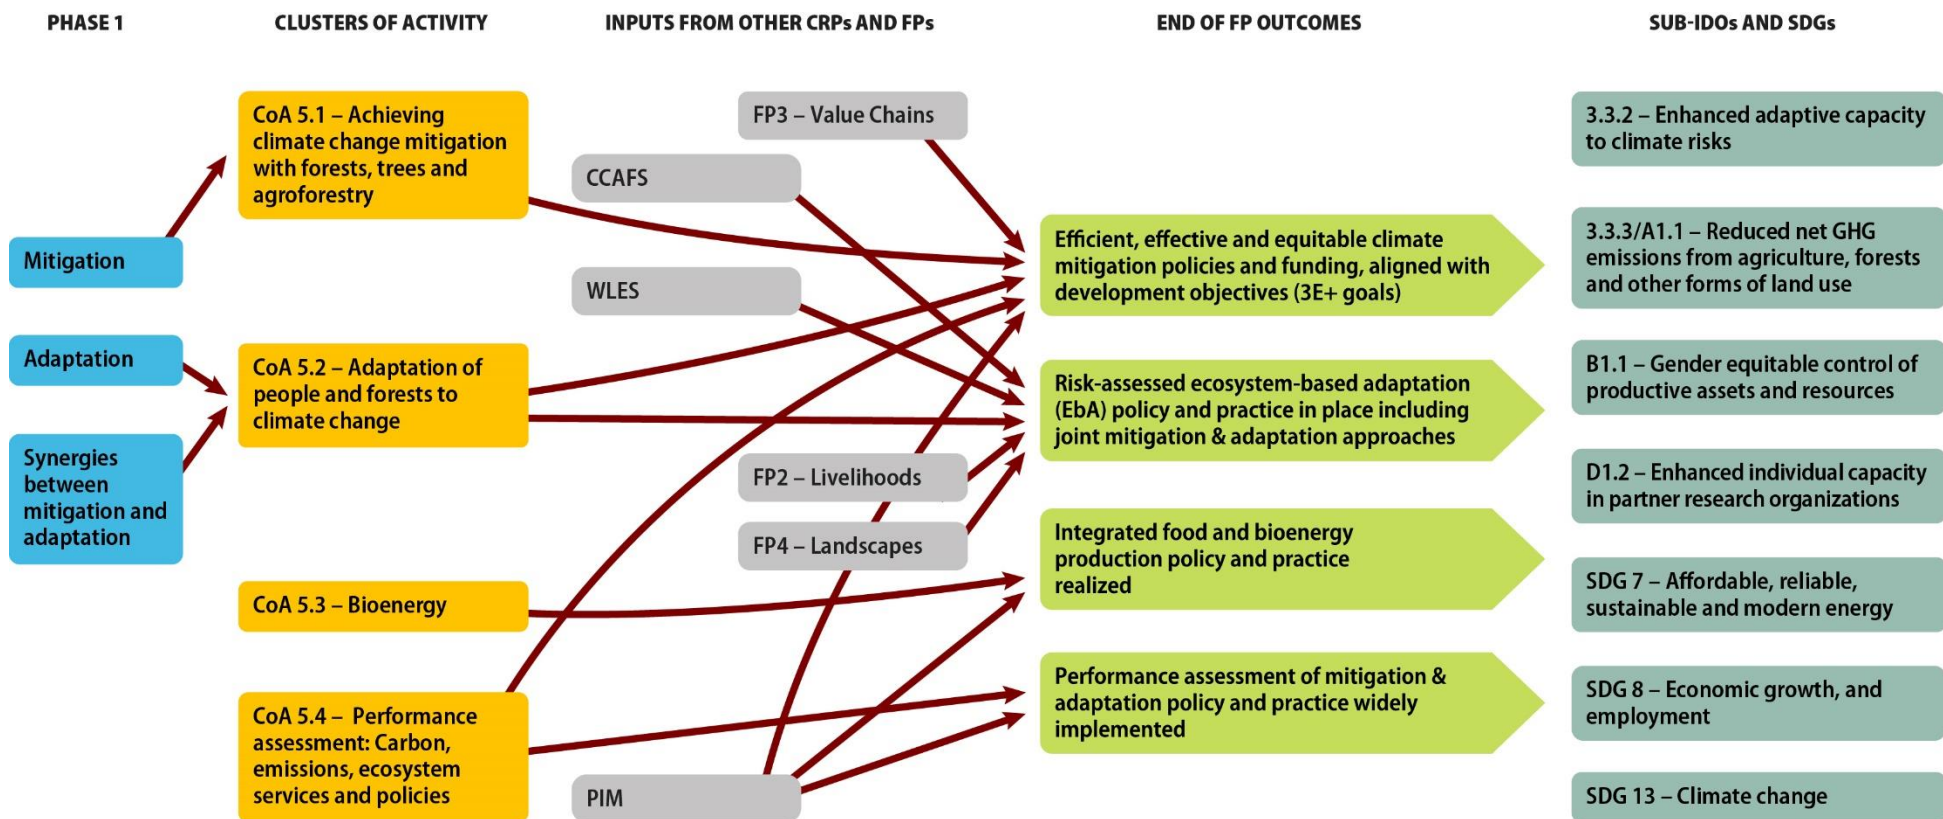 PHASE 1
CLUSTERS OF ACTIVITY
INPUTS FROM OTHER CRPs AND FPs
END OF FP OUTCOMES
SUB-IDOs AND SDGs
Mitigation
Adaptation
Synergies
between
mitigation and
adaptation
CoA 5.1 – Achieving
climate change mitigation
with forests, trees and
agroforestry
CoA 5.2 – Adaptation of
people and forests to
climate change
CoA 5.3 – Bioenergy
CoA 5.4 – Performance
assessment: Carbon,
emissions, ecosystem
services and policies
FP3 – Value Chains
CCAFS
WLES
FP2 – Livelihoods
FP4 – Landscapes
PIM
Efficient, effective and equitable climate
mitigation policies and funding, aligned with
development objectives (3E+ goals)
Risk-assessed ecosystem-based adaptation
(EbA) policy and practice in place including
joint mitigation & adaptation approaches
Integrated food and bioenergy
production policy and practice
realized
Performance assessment of mitigation &
adaptation policy and practice widely
implemented
3.3.2 – Enhanced adaptive capacity
to climate risks
3.3.3/A1.1 – Reduced net GHG
emissions from agriculture, forests
and other forms of land use
B1.1 – Gender equitable control of
productive assets and resources
D1.2 – Enhanced individual capacity
in partner research organizations
SDG 7 – Affordable, reliable,
sustainable and modern energy
SDG 8 – Economic growth, and
employment
SDG 13 – Climate change